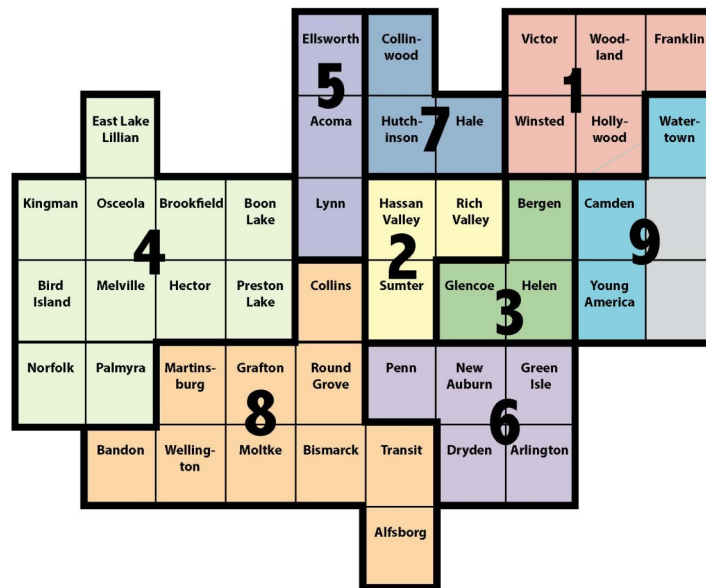 Ellsworth
Collin-
wood
Victor
Wood-
land
Franklin
5
1
East Lake
Lillian
Acoma
Hutch-
inson
Hale
7
Winsted
Holly-
wood
Water-
town
Kingman
Osceola
Brookfield
Boon
Lake
Lynn
Hassan
Valley
Rich
Valley
Bergen
Camden
4
2
9
Bird
Island
Melville
Hector
Preston
Lake
Collins
Sumter
Glencoe
Helen
3
Young
America
Norfolk
Palmyra
Martins-
burg
Grafton
Round
Grove
Penn
New
Auburn
Green
Isle
8
6
Bandon
Welling-
ton
Moltke
Bismarck
Transit
Dryden
Arlington
Alfsborg